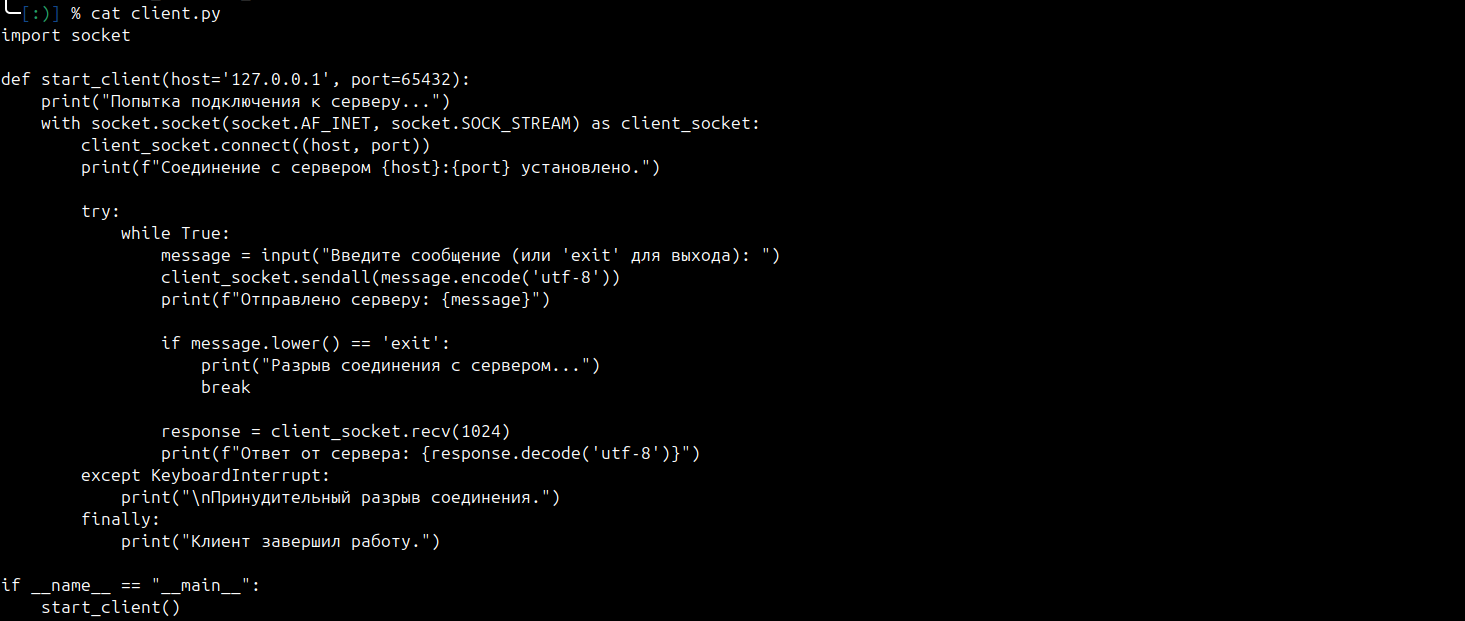 └─[:)] % cat client.py
import socket

def start_client(host='127.0.0.1', port=65432):
    print("Попытка подключения к серверу...")
    with socket.socket(socket.AF_INET, socket.SOCK_STREAM) as client_socket:
        client_socket.connect((host, port))
        print(f"Соединение с сервером {host}:{port} установлено.")

        try:
            while True:
                message = input("Введите сообщение (или 'exit' для выхода): ")
                client_socket.sendall(message.encode('utf-8'))
                print(f"Отправлено серверу: {message}")

                if message.lower() == 'exit':
                    print("Разрыв соединения с сервером...")
                    break

                response = client_socket.recv(1024)
                print(f"Ответ от сервера: {response.decode('utf-8')}")
        except KeyboardInterrupt:
            print("\nПринудительный разрыв соединения.")
        finally:
            print("Клиент завершил работу.")

if __name__ == "__main__":
    start_client()